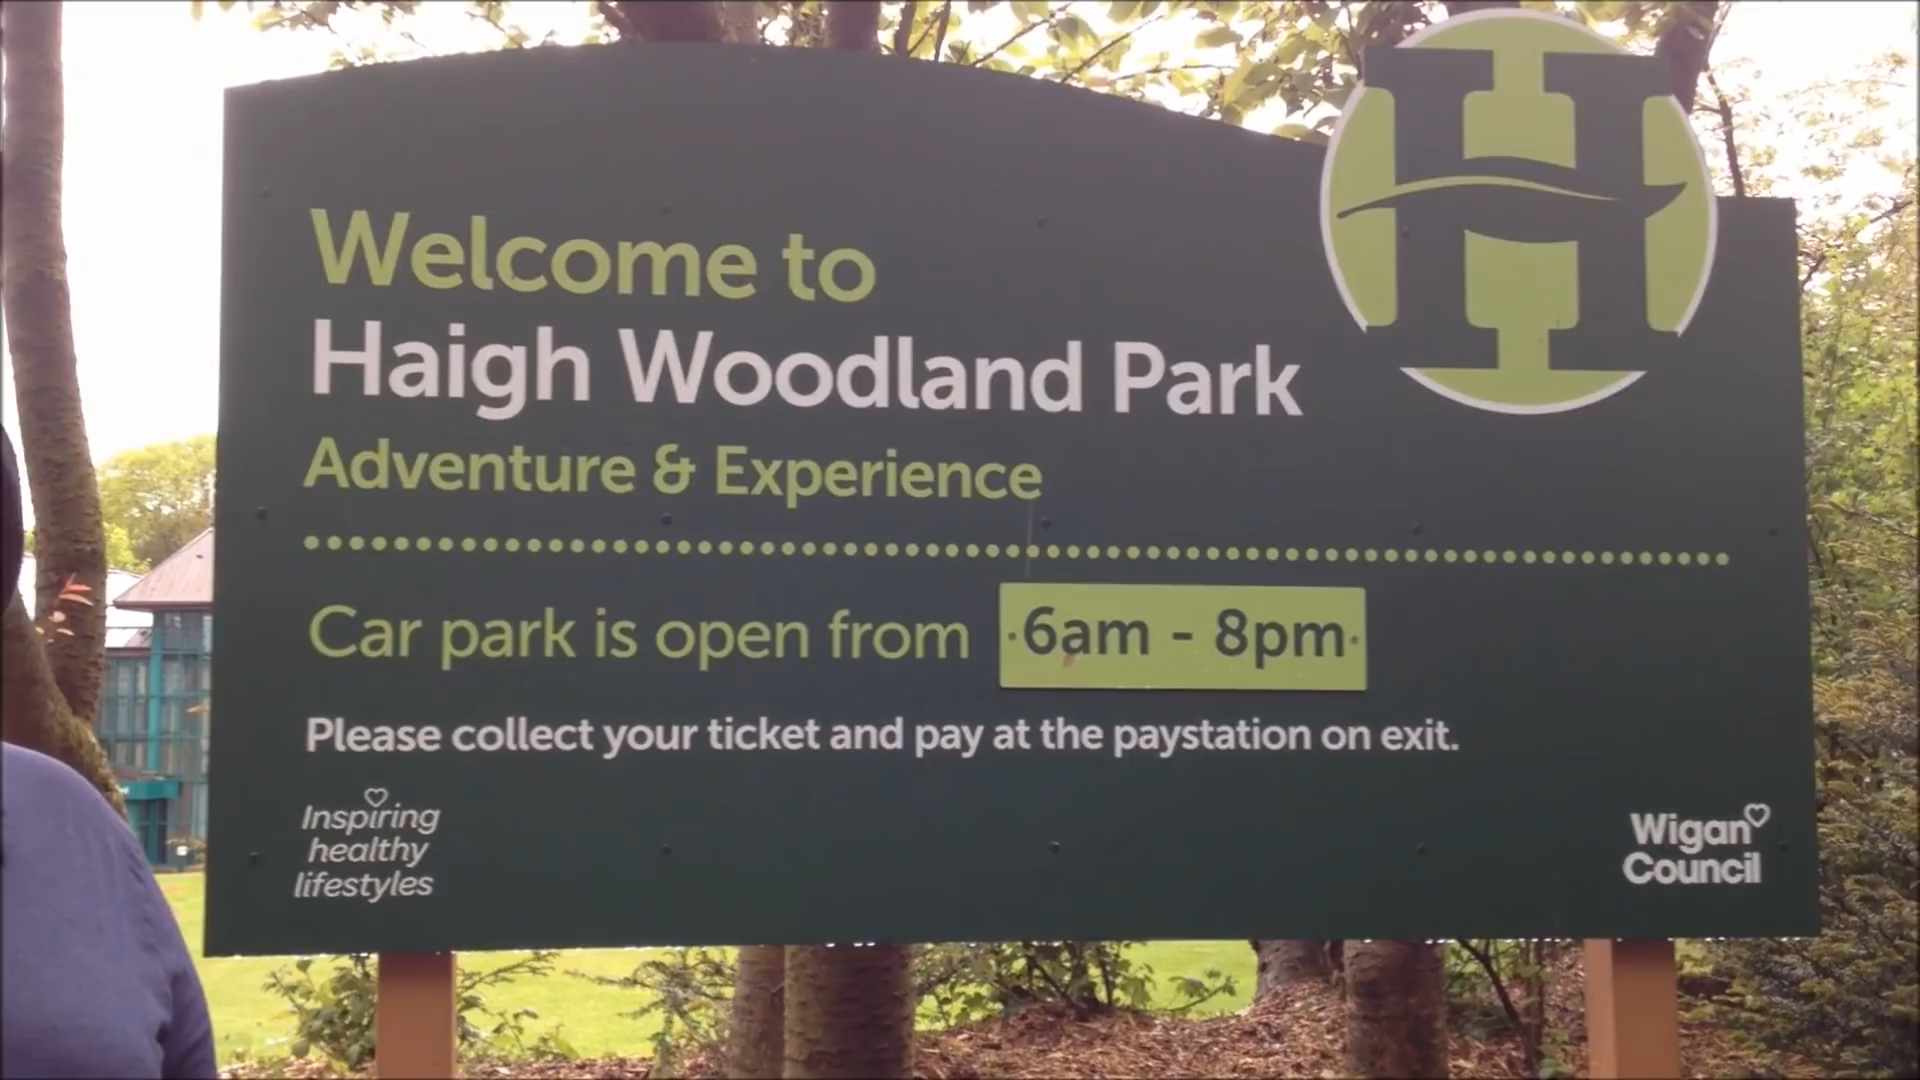 H
Welcome to
Haigh Woodland Park
Adventure & Experience
Car park is open from 6am - 8pm
Please collect your ticket and pay at the paystation on exit.
Inspiring
healthy
lifestyles
Wigan
Council